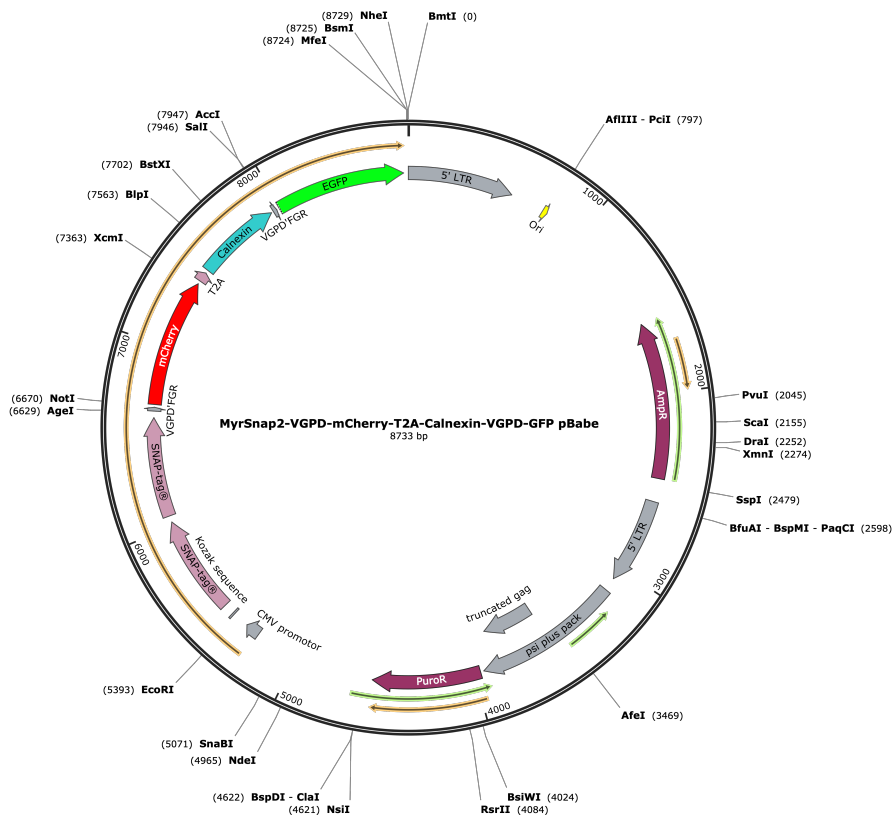 (8729) NheI
BmtI (0)
(8725) BsmI
(8724) MfeI
(7947) AccI
(7946) SalI
AflIII - PciI (797)
(7702) BstXI
8000
5' LTR
EGFP
(7563) BlpI
1000
VGPD'FGR
Ori
Calnexin
(7363) XcmI
T2A
7000
mCherry
2000
(6670) NotI
(6629) AgeI
AmpR
PvuI (2045)
VGPD'FGR
MyrSnap2-VGPD-mCherry-T2A-Calnexin-VGPD-GFP pBabe
8733 bp
ScaI (2155)
DraI (2252)
XmnI (2274)
SNAP-tag®
SspI (2479)
BfuAI - BspMI - PaqCI (2598)
5' LTR
6000
SNAP-tag®
Kozak sequence
3000
truncated gag
CMV promotor
psi plus pack
PuroR
(5393) EcoRI
5000
4000
AfeI (3469)
(5071) SnaBI
(4965) NdeI
(4622) BspDI - ClaI
BsiWI (4024)
(4621) NsiI
RsrII (4084)